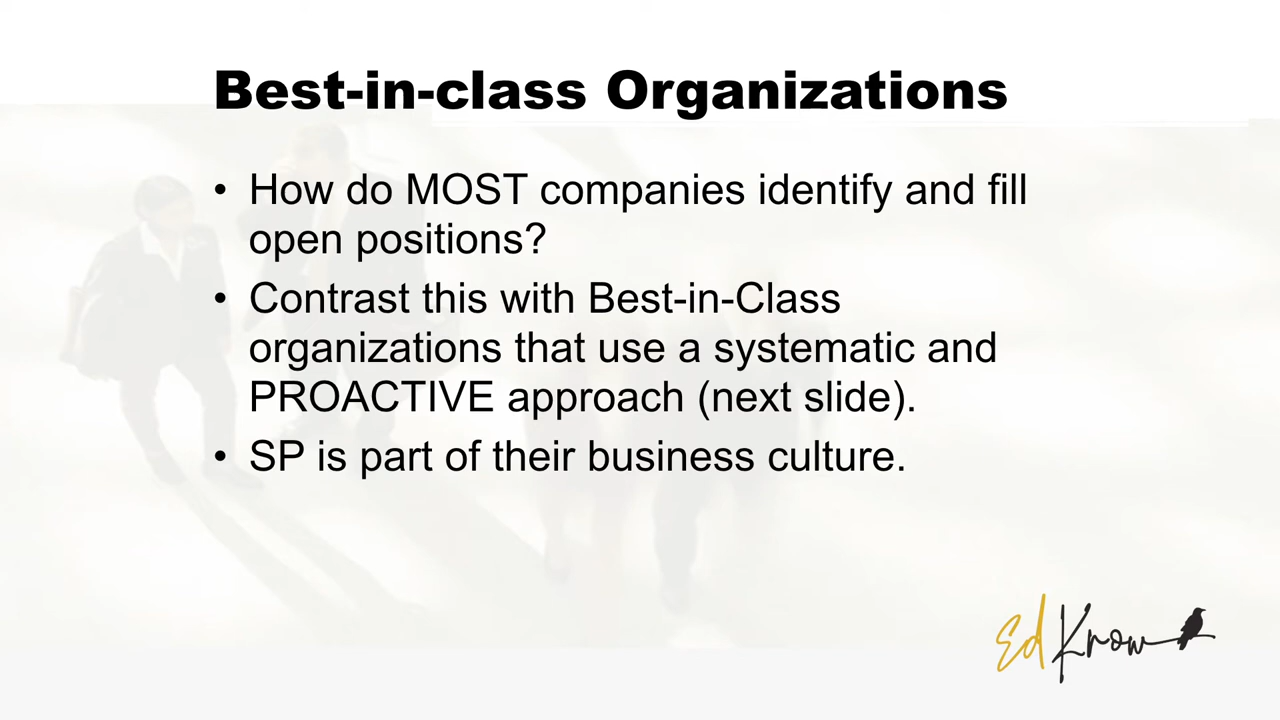 Best-in-class Organizations
• How do MOST companies identify and fill
open positions?
• Contrast this with Best-in-Class
organizations that use a systematic and
PROACTIVE approach (next slide).
• SP is part of their business culture.
Ed Know